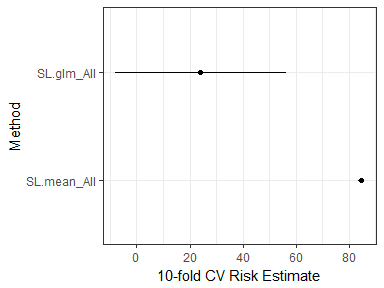 Method
SL.glm_All
SL.mean_All
0 20 40 60 80
10-fold CV Risk Estimate